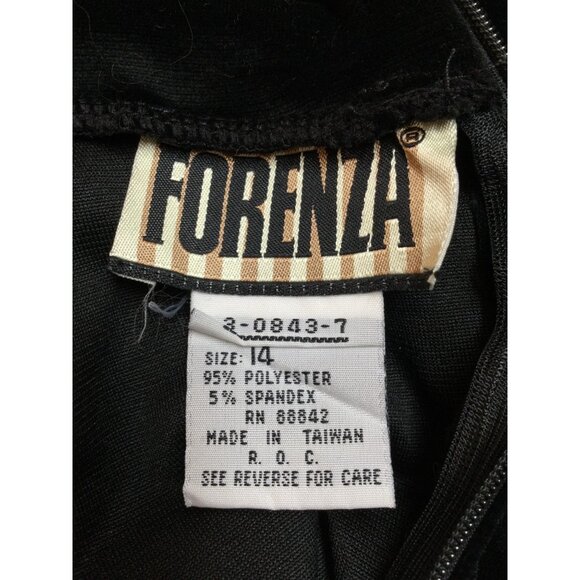 FORENZA®
3-0843-7
SIZE: 14
95% POLYESTER
5% SPANDEX
RN 88842
MADE IN TAIWAN
R. O. C.
SEE REVERSE FOR CARE